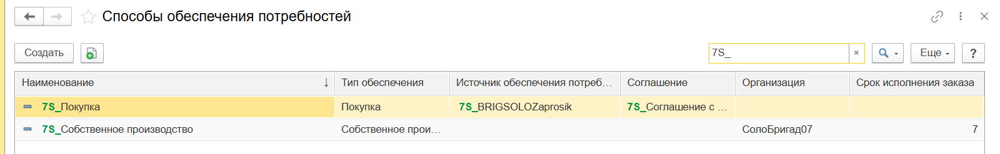 Способы обеспечения потребностей
Создать
7S_
×
Еще
?
Наименование ↓ Тип обеспечения Источник обеспечения потреб... Соглашение Организация Срок исполнения заказа
7S_Покупка Покупка 7S_BRIGSOLOZaprosik 7S_Соглашение с ...
7S_Собственное производство Собственное прои... СолоБригад07 7